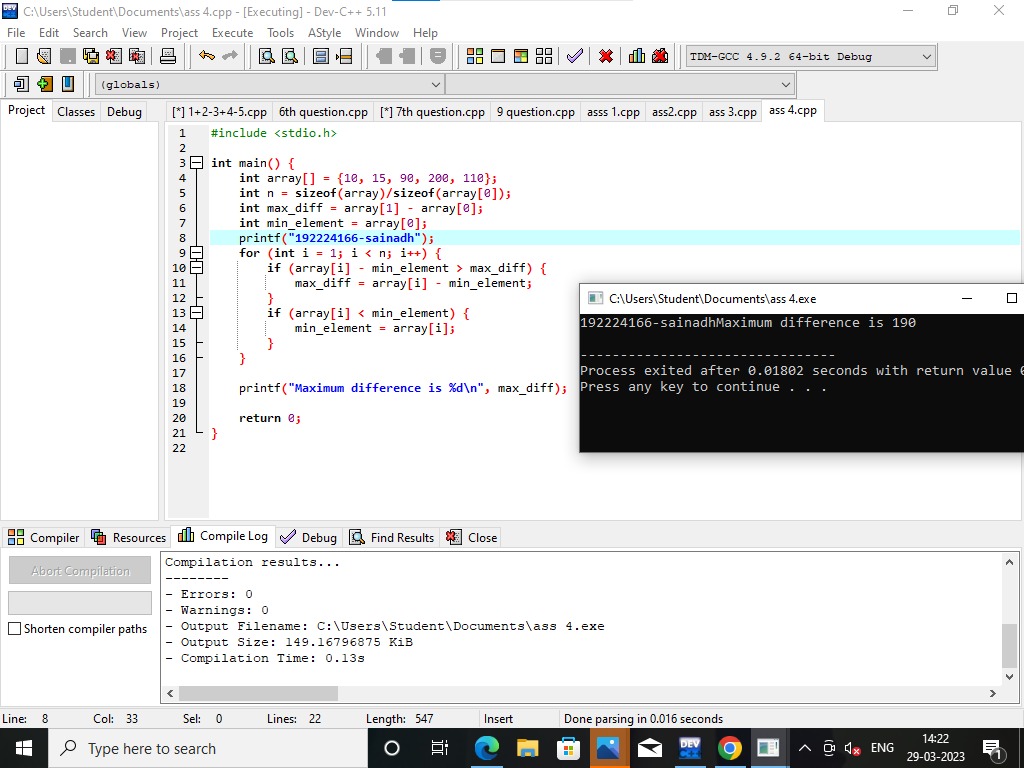 C:\Users\Student\Documents\ass 4.cpp - [Executing] - Dev-C++ 5.11
File Edit Search View Project Execute Tools AStyle Window Help
TDM-GCC 4.9.2 64-bit Debug
(globals)
Project Classes Debug
[*] 1+2-3+4-5.cpp 6th question.cpp [*] 7th question.cpp 9 question.cpp asss 1.cpp ass2.cpp ass 3.cpp ass 4.cpp
1 #include <stdio.h>
2
3 int main() {
4 int array[] = {10, 15, 90, 200, 110};
5 int n = sizeof(array)/sizeof(array[0]);
6 int max_diff = array[1] - array[0];
7 int min_element = array[0];
8 printf("192224166-sainadh");
9 for (int i = 1; i < n; i++) {
10 if (array[i] - min_element > max_diff) {
11 max_diff = array[i] - min_element;
12 }
13 if (array[i] < min_element) {
14 min_element = array[i];
15 }
16 }
17
18 printf("Maximum difference is %d\n", max_diff);
19
20 return 0;
21 }
22
C:\Users\Student\Documents\ass 4.exe
192224166-sainadhMaximum difference is 190
--------------------------------
Process exited after 0.01802 seconds with return value 0
Press any key to continue . . .
Compiler Resources Compile Log Debug Find Results Close
Abort Compilation
Shorten compiler paths
Compilation results...
--------
- Errors: 0
- Warnings: 0
- Output Filename: C:\Users\Student\Documents\ass 4.exe
- Output Size: 149.16796875 KiB
- Compilation Time: 0.13s
Line: 8 Col: 33 Sel: 0 Lines: 22 Length: 547 Insert Done parsing in 0.016 seconds
Type here to search
DEV
ENG
14:22
29-03-2023
1